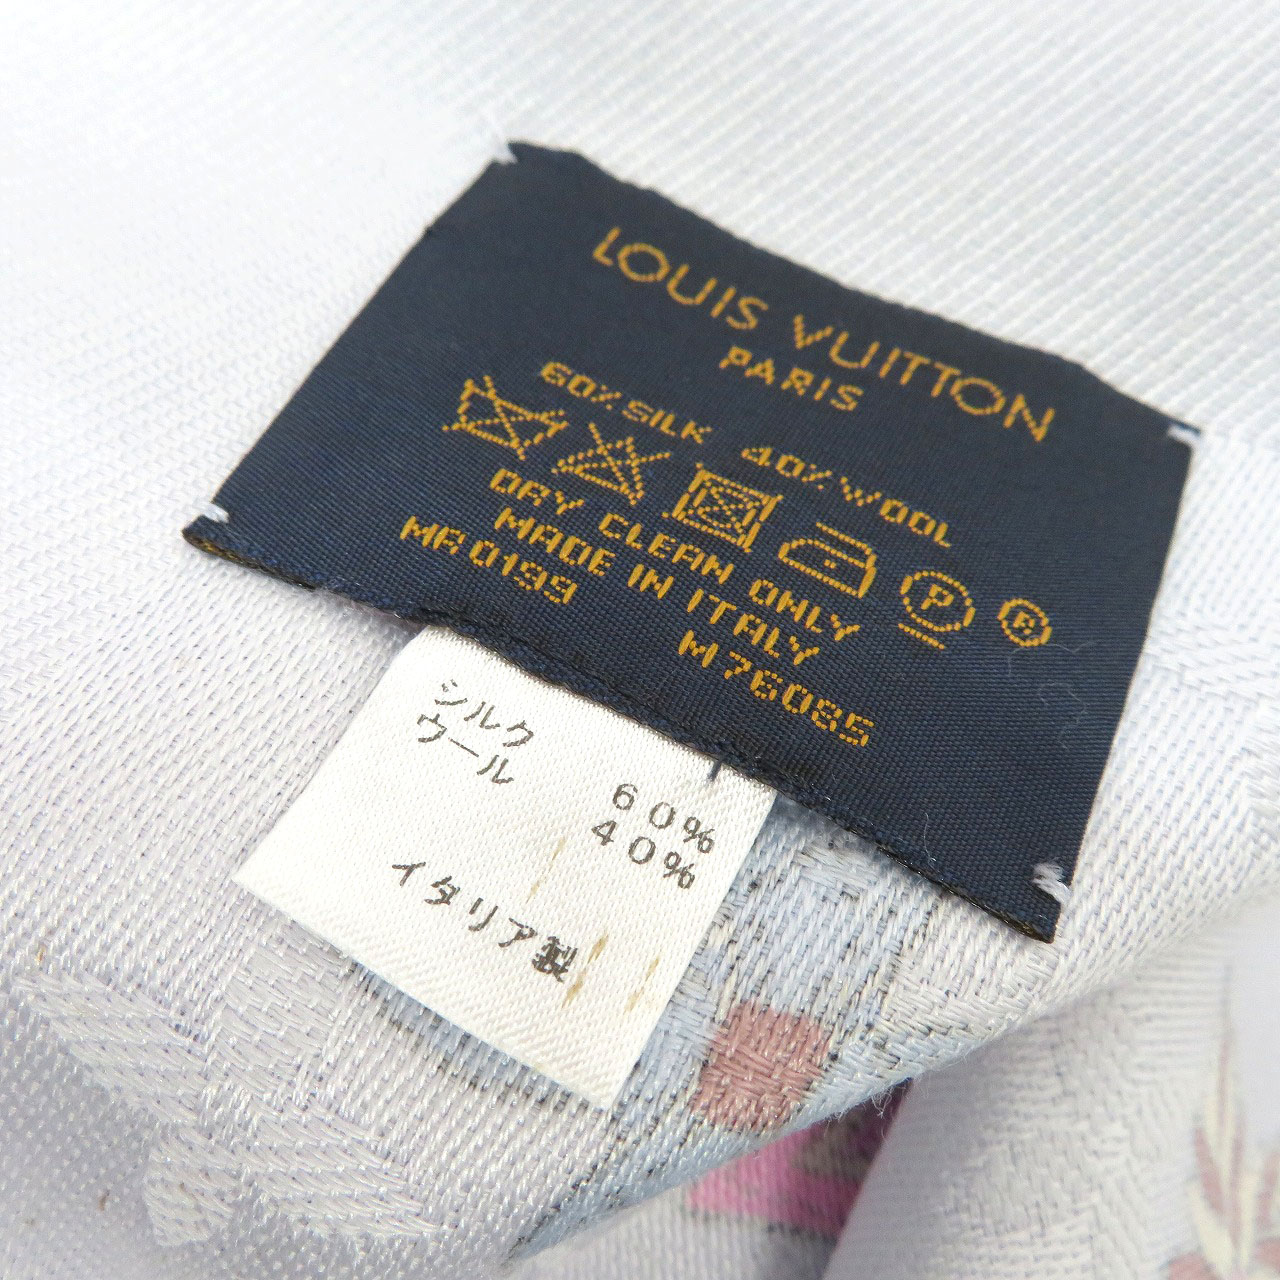 LOUIS VUITTON
PARIS
60% SILK 40% WOOL
P R
DRY CLEAN ONLY
MADE IN ITALY
MR0199 M76085
シルク 60%
ウール 40%
イタリア製